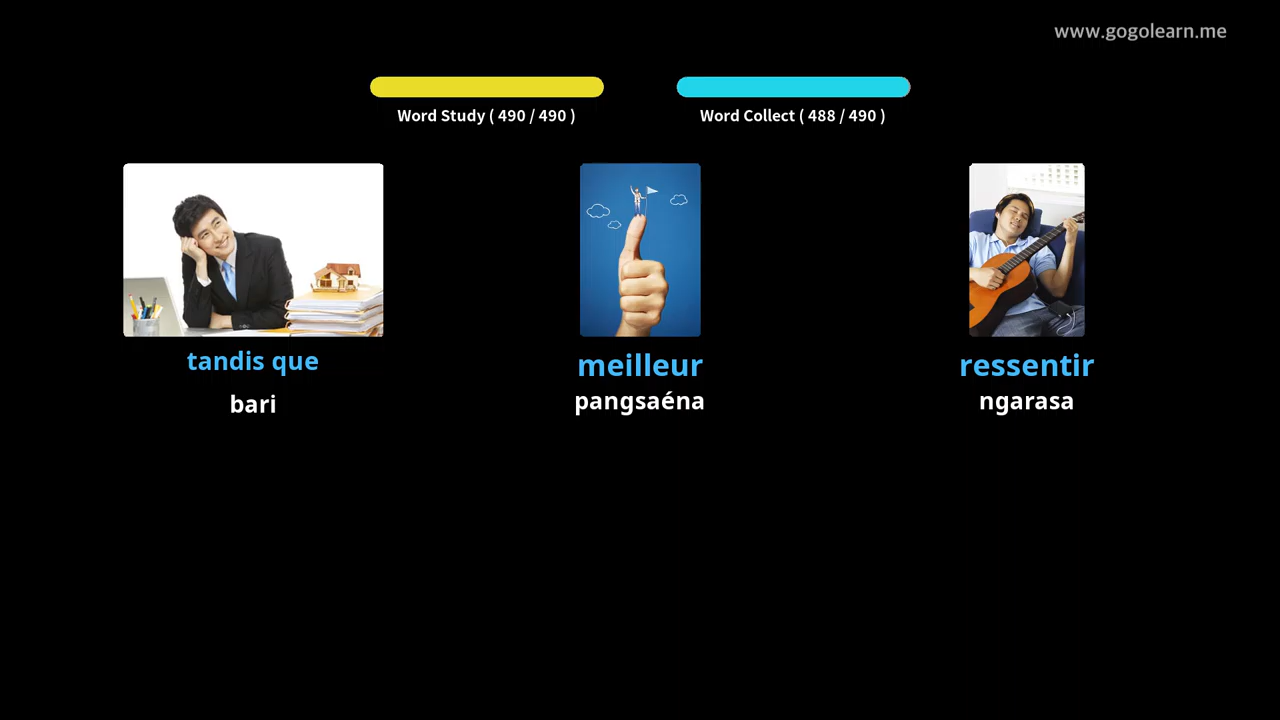 www.gogolearn.me
Word Study ( 490 / 490 )
Word Collect ( 488 / 490 )
tandis que
bari
meilleur
pangsaéna
ressentir
ngarasa